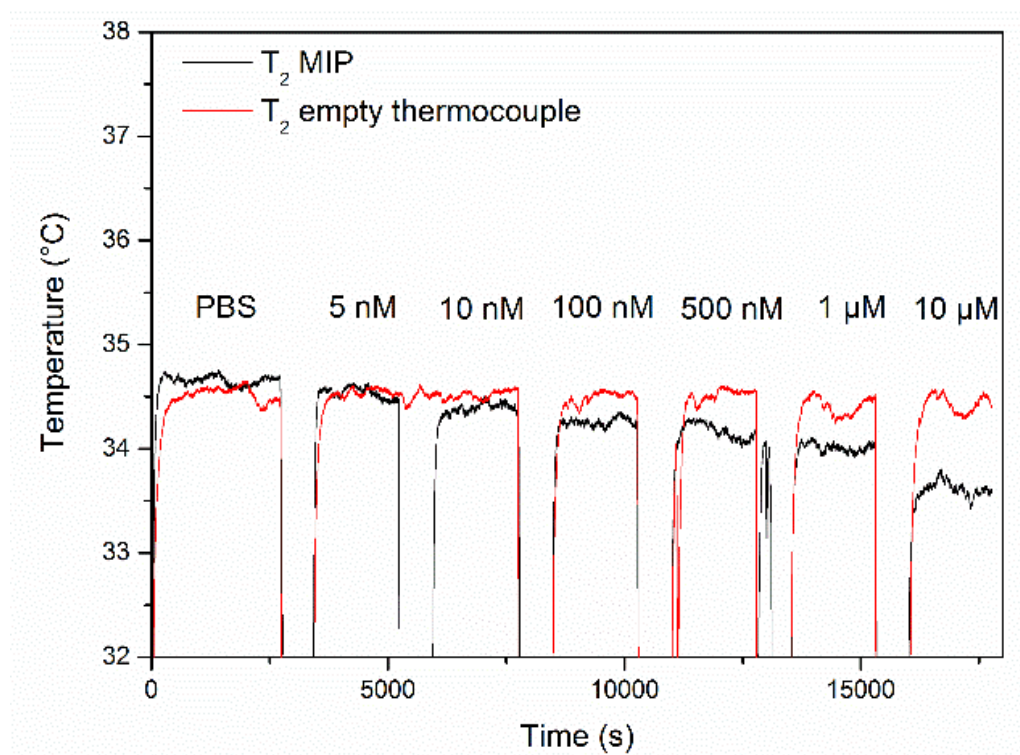 38
37
36
35
34
33
32
Temperature (°C)
T₂ MIP
T₂ empty thermocouple
PBS 5 nM 10 nM 100 nM 500 nM 1 µM 10 µM
0 5000 10000 15000
Time (s)